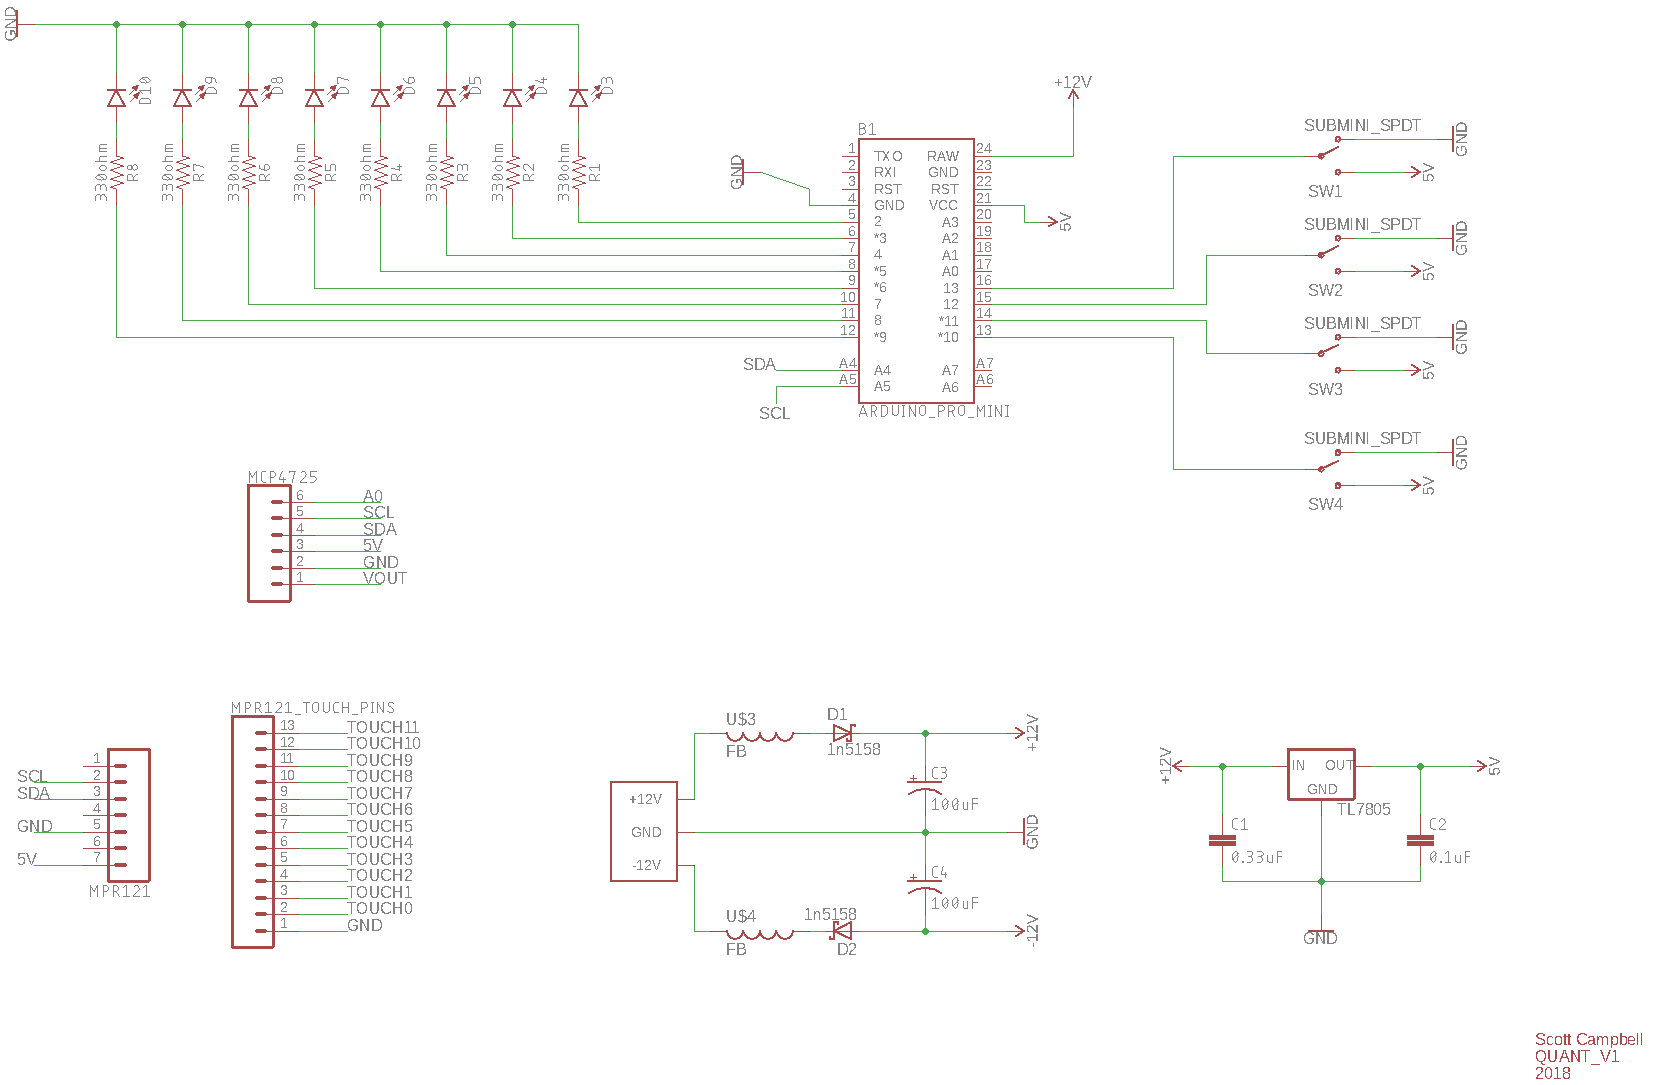 GND
D10
D9
D8
D7
D6
D5
D4
D3
330ohm
R8
330ohm
R7
330ohm
R6
330ohm
R5
330ohm
R4
330ohm
R3
330ohm
R2
330ohm
R1
GND
B1
+12V
1 TXO RAW 24
2 RXI GND 23
3 RST RST 22
4 GND VCC 21
5 2 A3 20
6 *3 A2 19
7 4 A1 18
8 *5 A0 17
9 *6 13 16
10 7 12 15
11 8 *11 14
12 *9 *10 13
SDA A4 A4 A7 A7
A5 A5 A6 A6
SCL
ARDUINO_PRO_MINI
5V
SUBMINI_SPDT
GND
5V
SW1
SUBMINI_SPDT
GND
5V
SW2
SUBMINI_SPDT
GND
5V
SW3
SUBMINI_SPDT
GND
5V
SW4
MCP4725
6 A0
5 SCL
4 SDA
3 5V
2 GND
1 VOUT
1
SCL 2
SDA 3
4
GND 5
6
5V 7
MPR121
MPR121_TOUCH_PINS
13 TOUCH11
12 TOUCH10
11 TOUCH9
10 TOUCH8
9 TOUCH7
8 TOUCH6
7 TOUCH5
6 TOUCH4
5 TOUCH3
4 TOUCH2
3 TOUCH1
2 TOUCH0
1 GND
+12V
GND
-12V
U$3
FB
D1
1n5158
+12V
C3
+
100uF
GND
C4
+
100uF
U$4
FB
1n5158
D2
-12V
+12V
IN OUT
GND
TL7805
5V
C1
0.33uF
C2
0.1uF
GND
Scott Campbell
QUANT_V1
2018